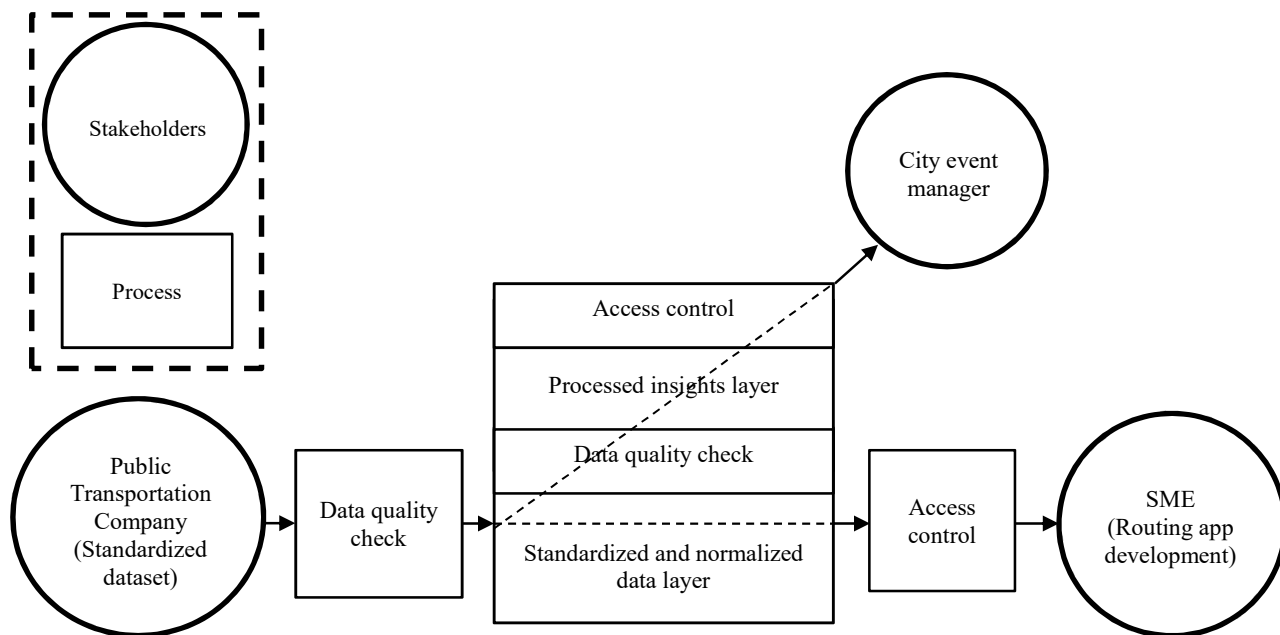 Stakeholders
Process
City event
manager
Access control
Processed insights layer
Data quality check
Standardized and normalized
data layer
Public
Transportation
Company
(Standardized
dataset)
Data quality
check
Access
control
SME
(Routing app
development)